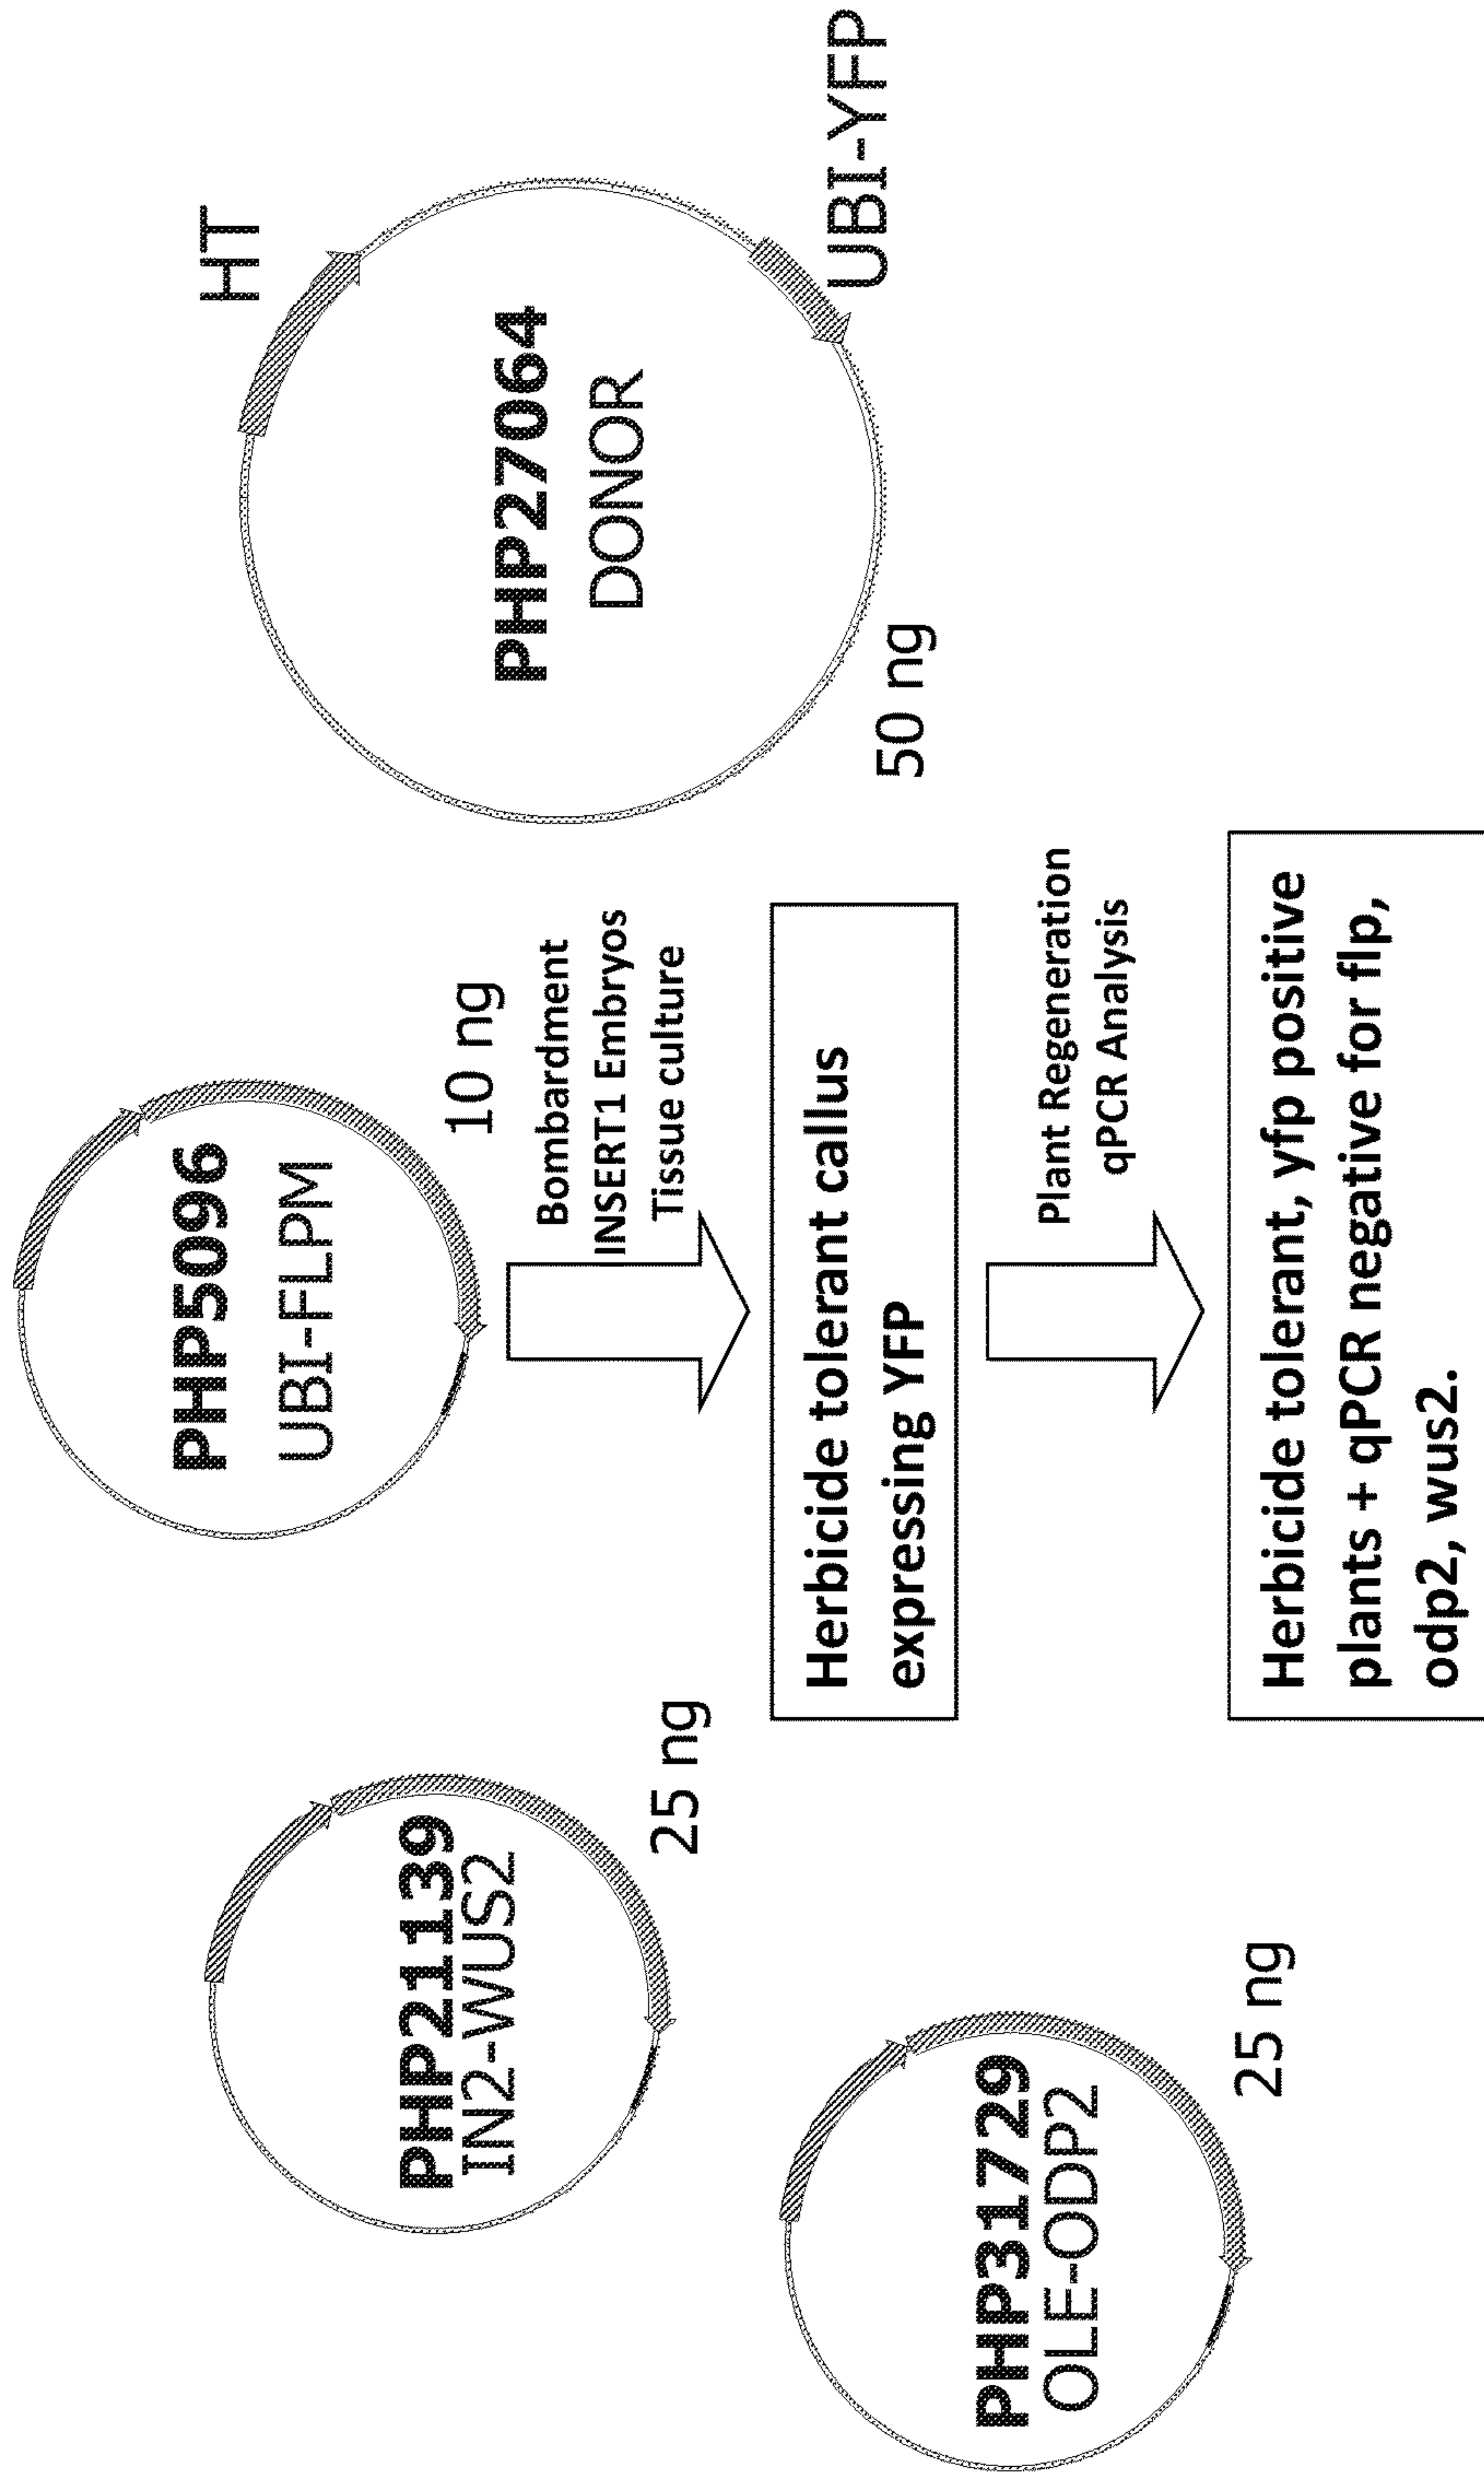 PHP31729
OLE-ODP2
25 ng
PHP21139
IN2-WUS2
25 ng
PHP5096
UBI-FLPM
10 ng
PHP27064
DONOR
HT
UBI-YFP
50 ng
Bombardment
INSERT1 Embryos
Tissue culture
Herbicide tolerant callus
expressing YFP
Plant Regeneration
qPCR Analysis
Herbicide tolerant, yfp positive
plants + qPCR negative for flp,
odp2, wus2.